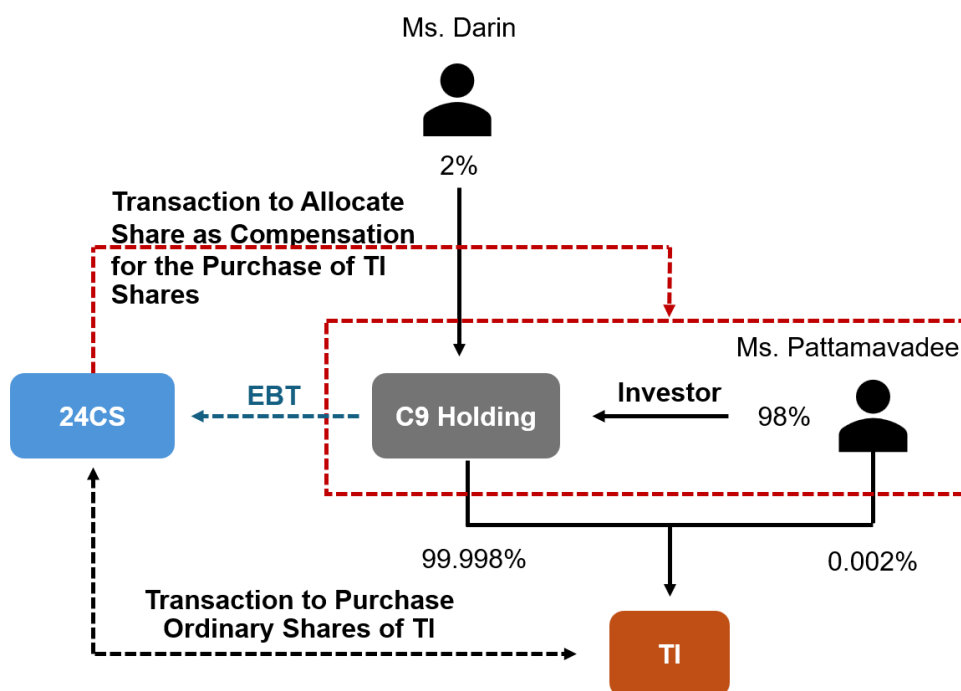 Ms. Darin
2%
Transaction to Allocate
Share as Compensation
for the Purchase of TI
Shares
Ms. Pattamavadee
EBT
Investor
24CS
C9 Holding
98%
99.998%
0.002%
Transaction to Purchase
Ordinary Shares of TI
TI